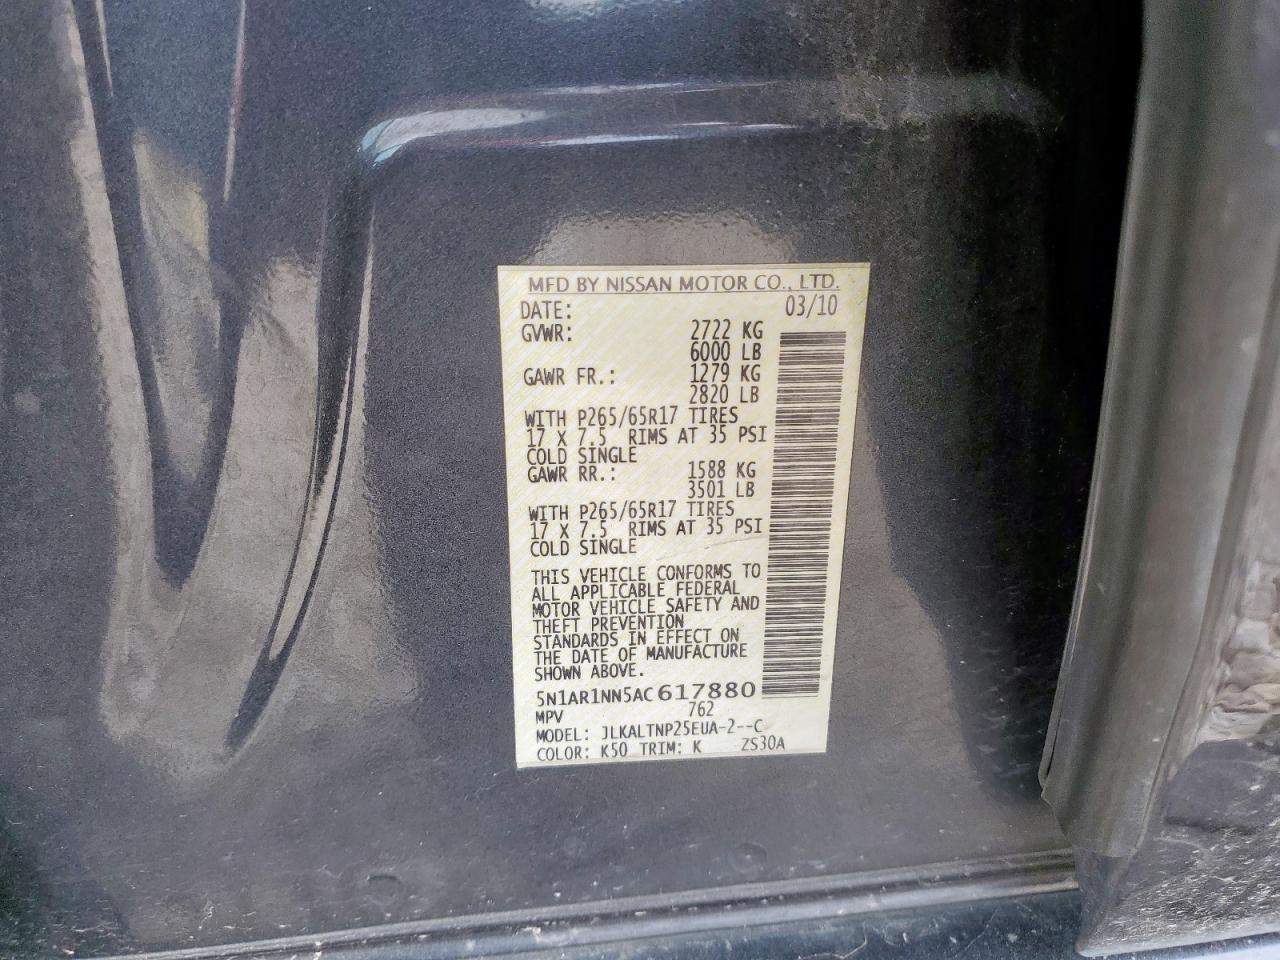 MFD BY NISSAN MOTOR CO., LTD.
DATE: 03/10
GVWR: 2722 KG
6000 LB
GAWR FR.: 1279 KG
2820 LB
WITH P265/65R17 TIRES
17 X 7.5 RIMS AT 35 PSI
COLD SINGLE
GAWR RR.: 1588 KG
3501 LB
WITH P265/65R17 TIRES
17 X 7.5 RIMS AT 35 PSI
COLD SINGLE
THIS VEHICLE CONFORMS TO
ALL APPLICABLE FEDERAL
MOTOR VEHICLE SAFETY AND
THEFT PREVENTION
STANDARDS IN EFFECT ON
THE DATE OF MANUFACTURE
SHOWN ABOVE.
5N1AR1NN5AC617880
MPV 762
MODEL: JLKALTNP25EUA-2--C
COLOR: K50 TRIM: K ZS30A